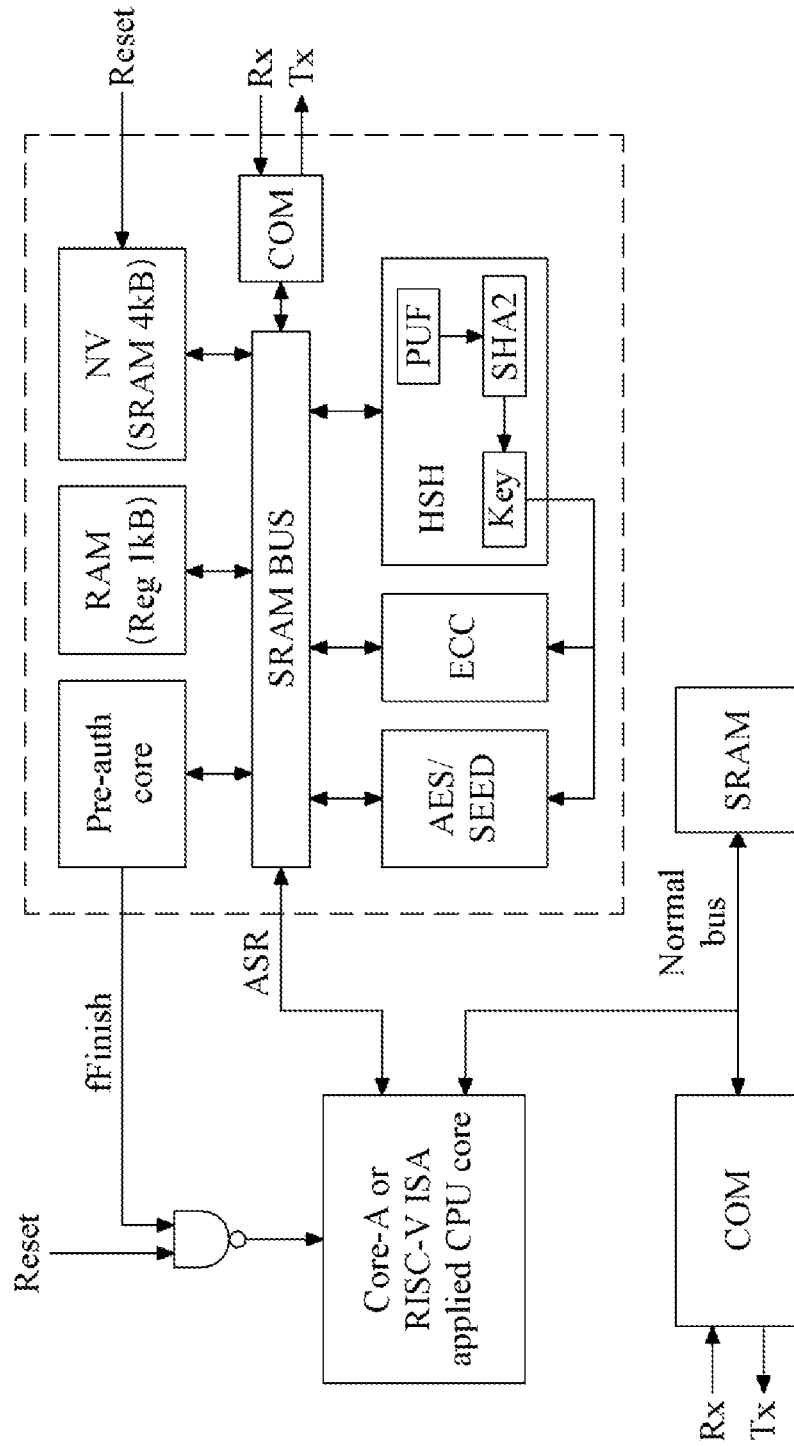 Reset
fFinish
Pre-auth
core
RAM
(Reg 1kB)
NV
(SRAM 4kB)
Reset
ASR
SRAM BUS
COM
Rx
Tx
Core-A or
RISC-V ISA
applied CPU core
AES/
SEED
ECC
HSH
PUF
SHA2
Key
Normal
bus
Rx
Tx
COM
SRAM